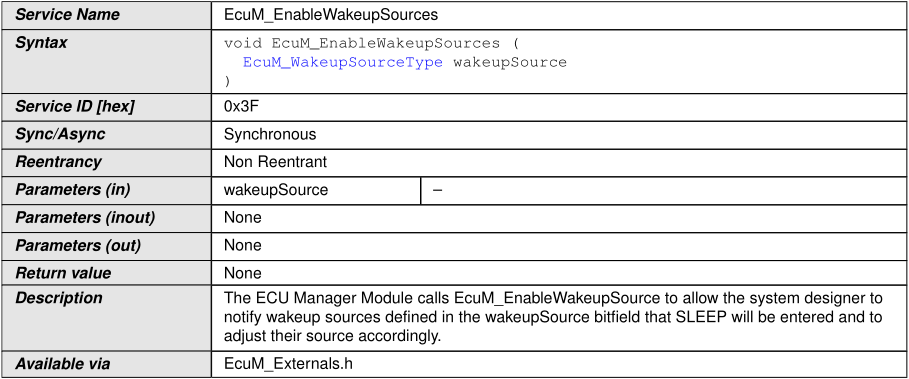 Service Name EcuM_EnableWakeupSources
Syntax void EcuM_EnableWakeupSources (
EcuM_WakeupSourceType wakeupSource
)
Service ID [hex] 0x3F
Sync/Async Synchronous
Reentrancy Non Reentrant
Parameters (in) wakeupSource –
Parameters (inout) None
Parameters (out) None
Return value None
Description The ECU Manager Module calls EcuM_EnableWakeupSource to allow the system designer to
notify wakeup sources defined in the wakeupSource bitfield that SLEEP will be entered and to
adjust their source accordingly.
Available via EcuM_Externals.h